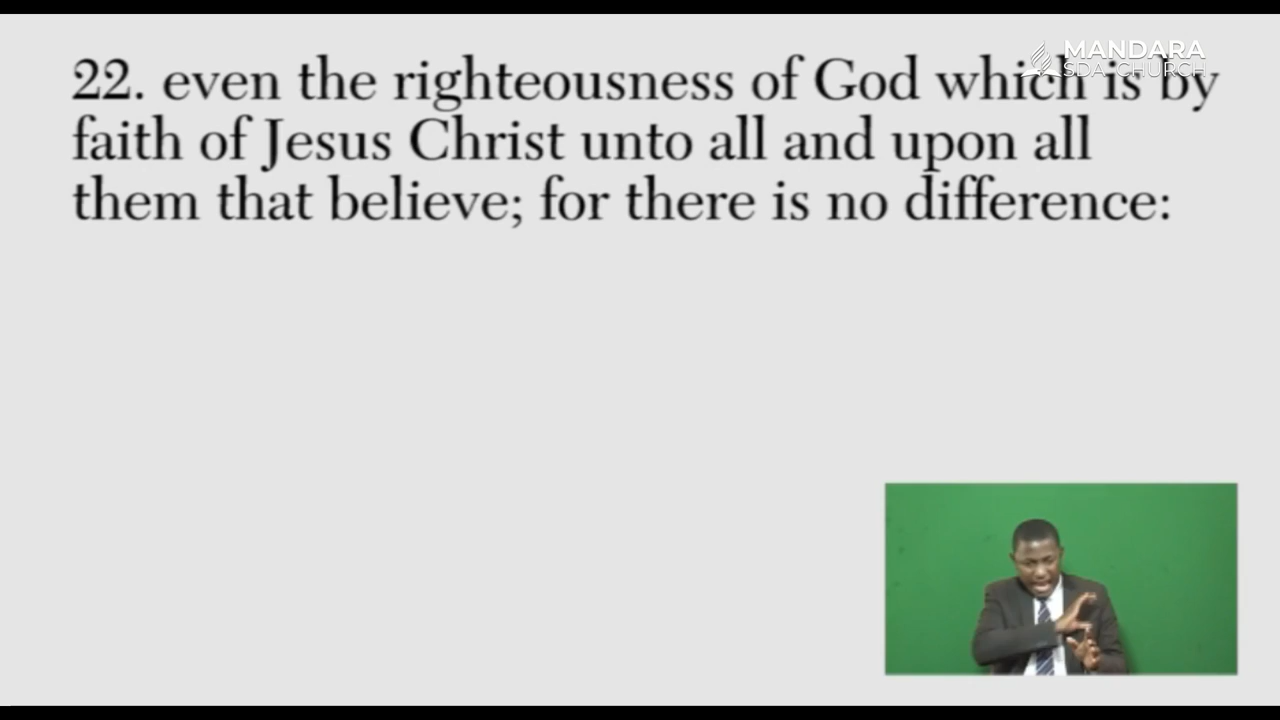 MANDARA
SDA CHURCH
22. even the righteousness of God which is by
faith of Jesus Christ unto all and upon all
them that believe; for there is no difference: